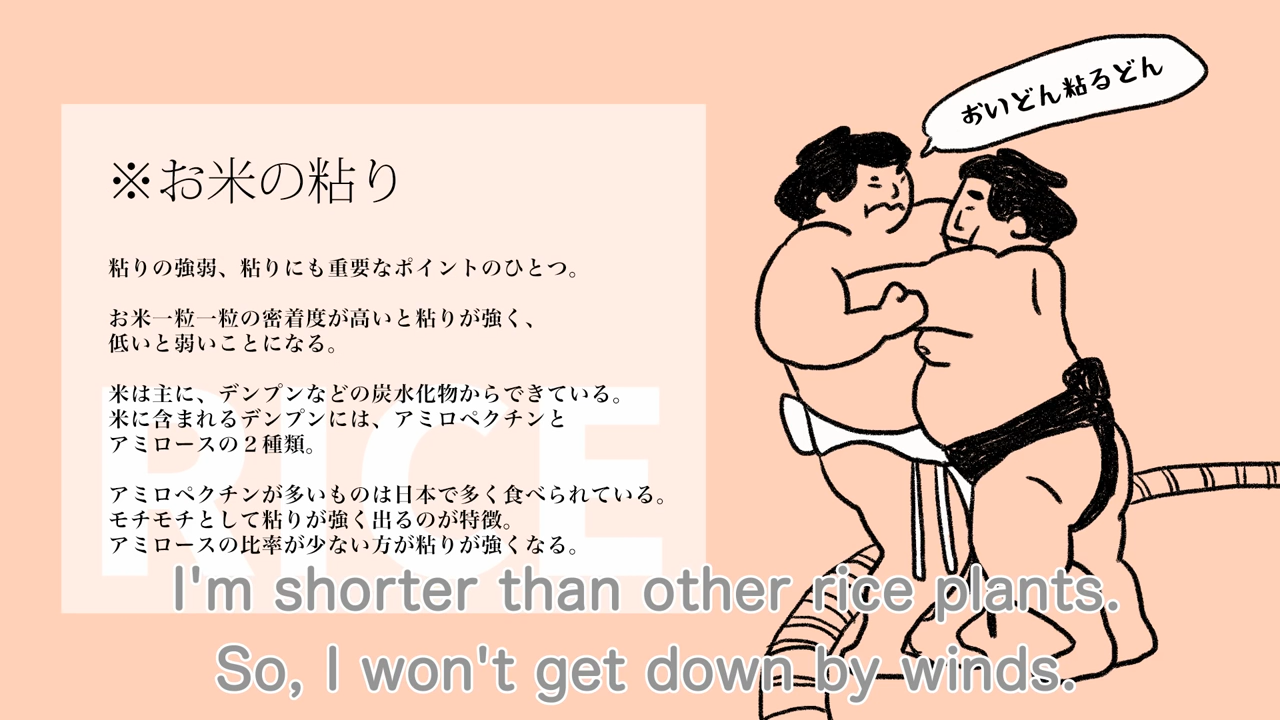 ※お米の粘り
粘りの強弱、粘りにも重要なポイントのひとつ。
お米一粒一粒の密着度が高いと粘りが強く、
低いと弱いことになる。
米は主に、デンプンなどの炭水化物からできている。
米に含まれるデンプンには、アミロペクチンと
アミロースの２種類。
アミロペクチンが多いものは日本で多く食べられている。
モチモチとして粘りが強く出るのが特徴。
アミロースの比率が少ない方が粘りが強くなる。
RICE
おいどん粘るどん
I'm shorter than other rice plants.
So, I won't get down by winds.